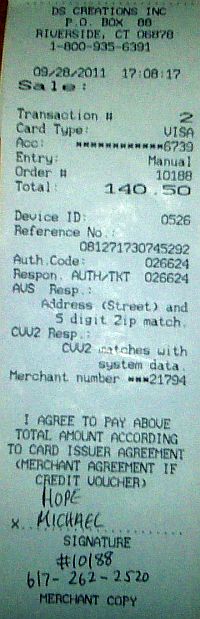 DS CREATIONS INC
P.O. BOX 88
RIVERSIDE, CT 06878
1-800-935-6391
09/28/2011 17:08:17
Sale:
Transaction # 2
Card Type: VISA
Acc: ************6739
Entry: Manual
Order # 10188
Total: 140.50
Device ID: 0526
Reference No.:
081271730745292
Auth.Code: 026624
Respon. AUTH/TKT 026624
AVS Resp.:
Address (Street) and
5 digit Zip match.
CVV2 Resp.:
CVV2 matches with
system data.
Merchant number ***21794
I AGREE TO PAY ABOVE
TOTAL AMOUNT ACCORDING
TO CARD ISSUER AGREEMENT
(MERCHANT AGREEMENT IF
CREDIT VOUCHER)
HOPE
x. MICHAEL
SIGNATURE
#10188
617-262-2520
MERCHANT COPY